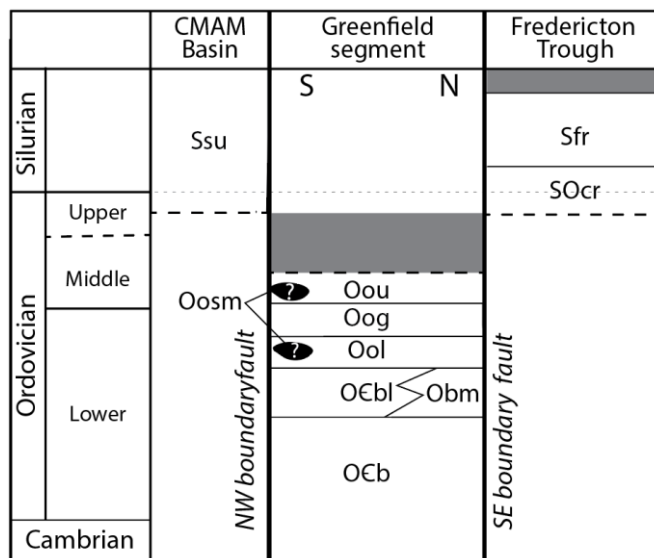 CMAM
Basin
Greenfield
segment
Fredericton
Trough
S N
Silurian
Ssu
Sfr
SOcr
Ordovician
Upper
Middle
Lower
Cambrian
Oosm
NW boundaryfault
?
Oou
Oog
?
Ool
OЄbl
Obm
OЄb
SE boundary fault